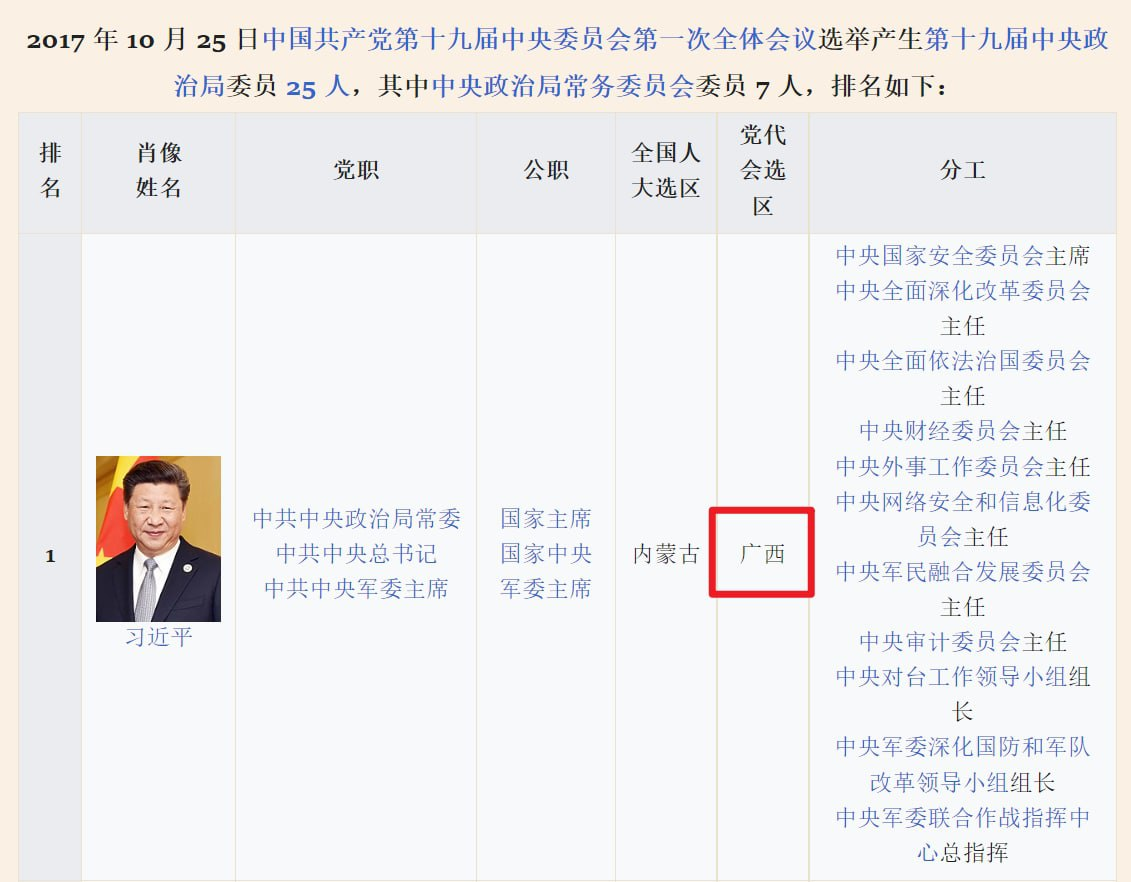 2017 年 10 月 25 日中国共产党第十九届中央委员会第一次全体会议选举产生第十九届中央政
治局委员 25 人，其中中央政治局常务委员会委员 7 人，排名如下：
排
名
肖像
姓名
党职
公职
全国人
大选区
党代
会选
区
分工
1
习近平
中共中央政治局常委
中共中央总书记
中共中央军委主席
国家主席
国家中央
军委主席
内蒙古
广西
中央国家安全委员会主席
中央全面深化改革委员会
主任
中央全面依法治国委员会
主任
中央财经委员会主任
中央外事工作委员会主任
中央网络安全和信息化委
员会主任
中央军民融合发展委员会
主任
中央审计委员会主任
中央对台工作领导小组组
长
中央军委深化国防和军队
改革领导小组组长
中央军委联合作战指挥中
心总指挥